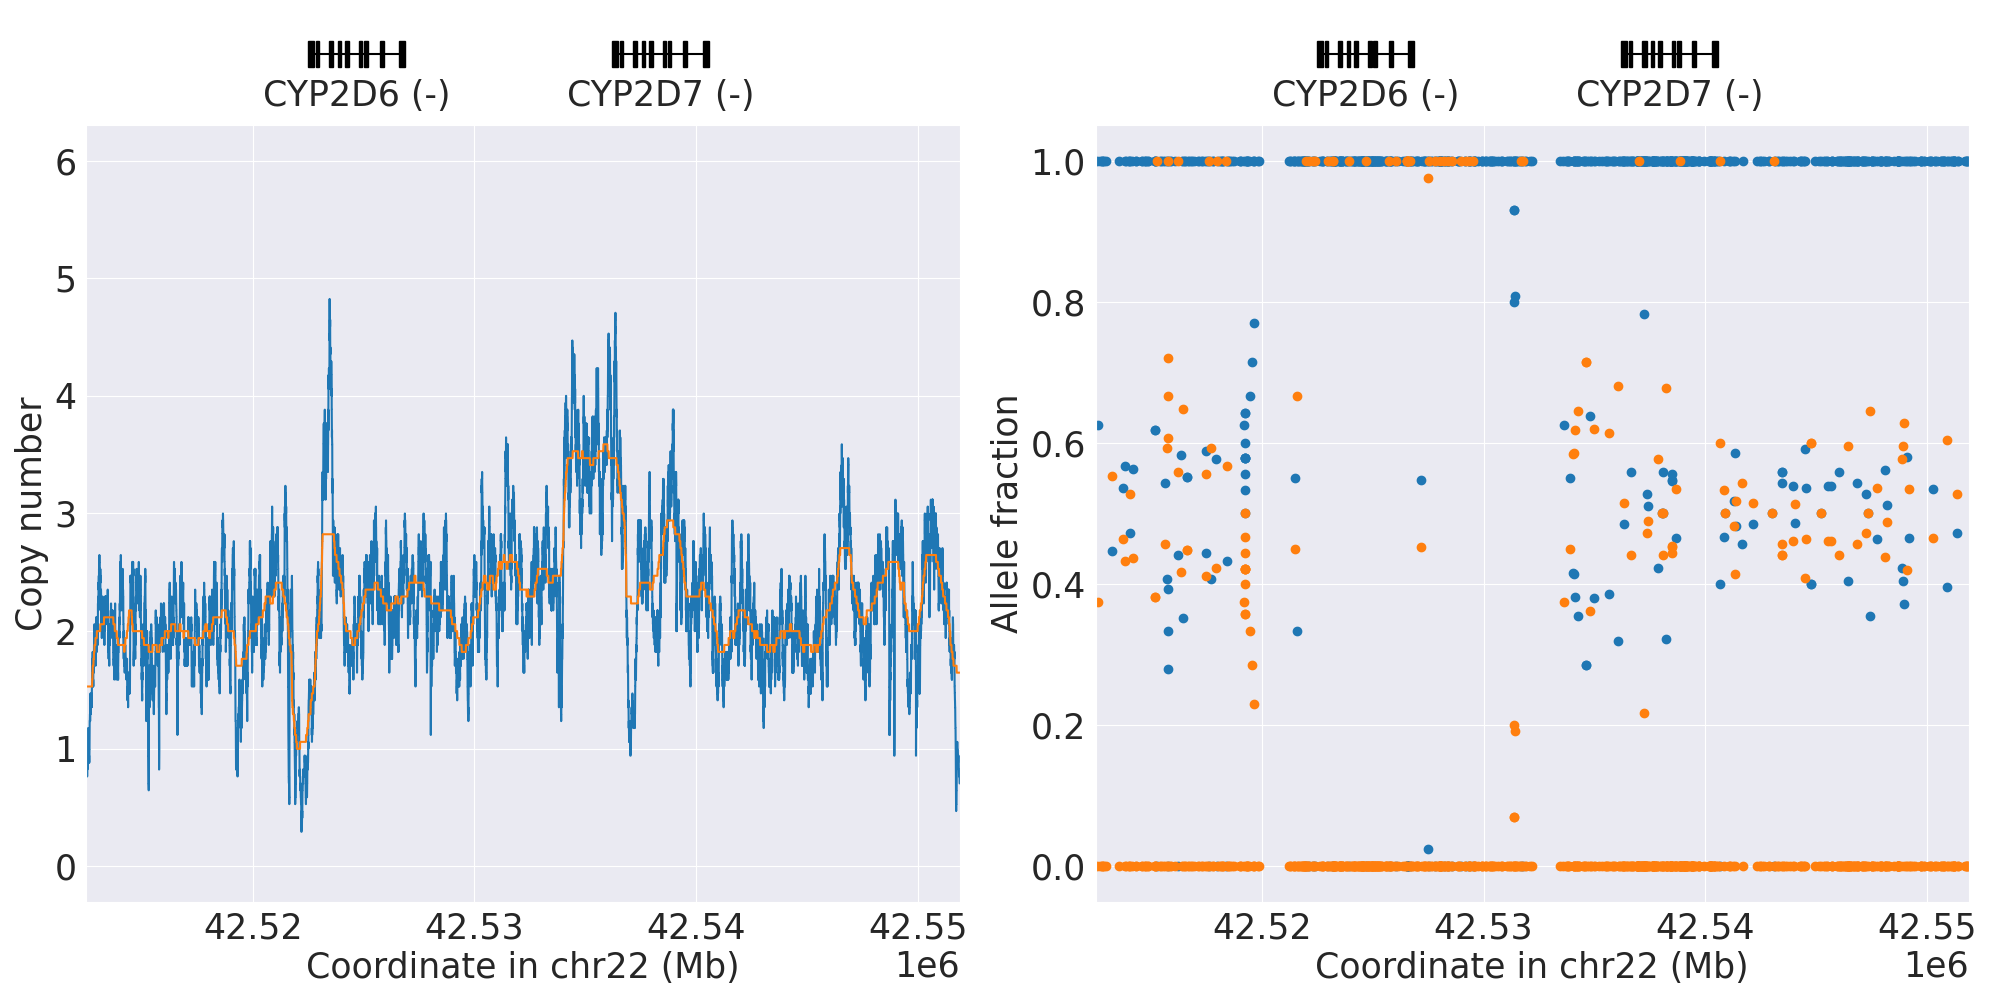 CYP2D6 (-) CYP2D7 (-)
6
5
4
3
2
1
0
Copy number
42.52 42.53 42.54 42.55
Coordinate in chr22 (Mb) 1e6
CYP2D6 (-) CYP2D7 (-)
1.0
0.8
0.6
0.4
0.2
0.0
Allele fraction
42.52 42.53 42.54 42.55
Coordinate in chr22 (Mb) 1e6